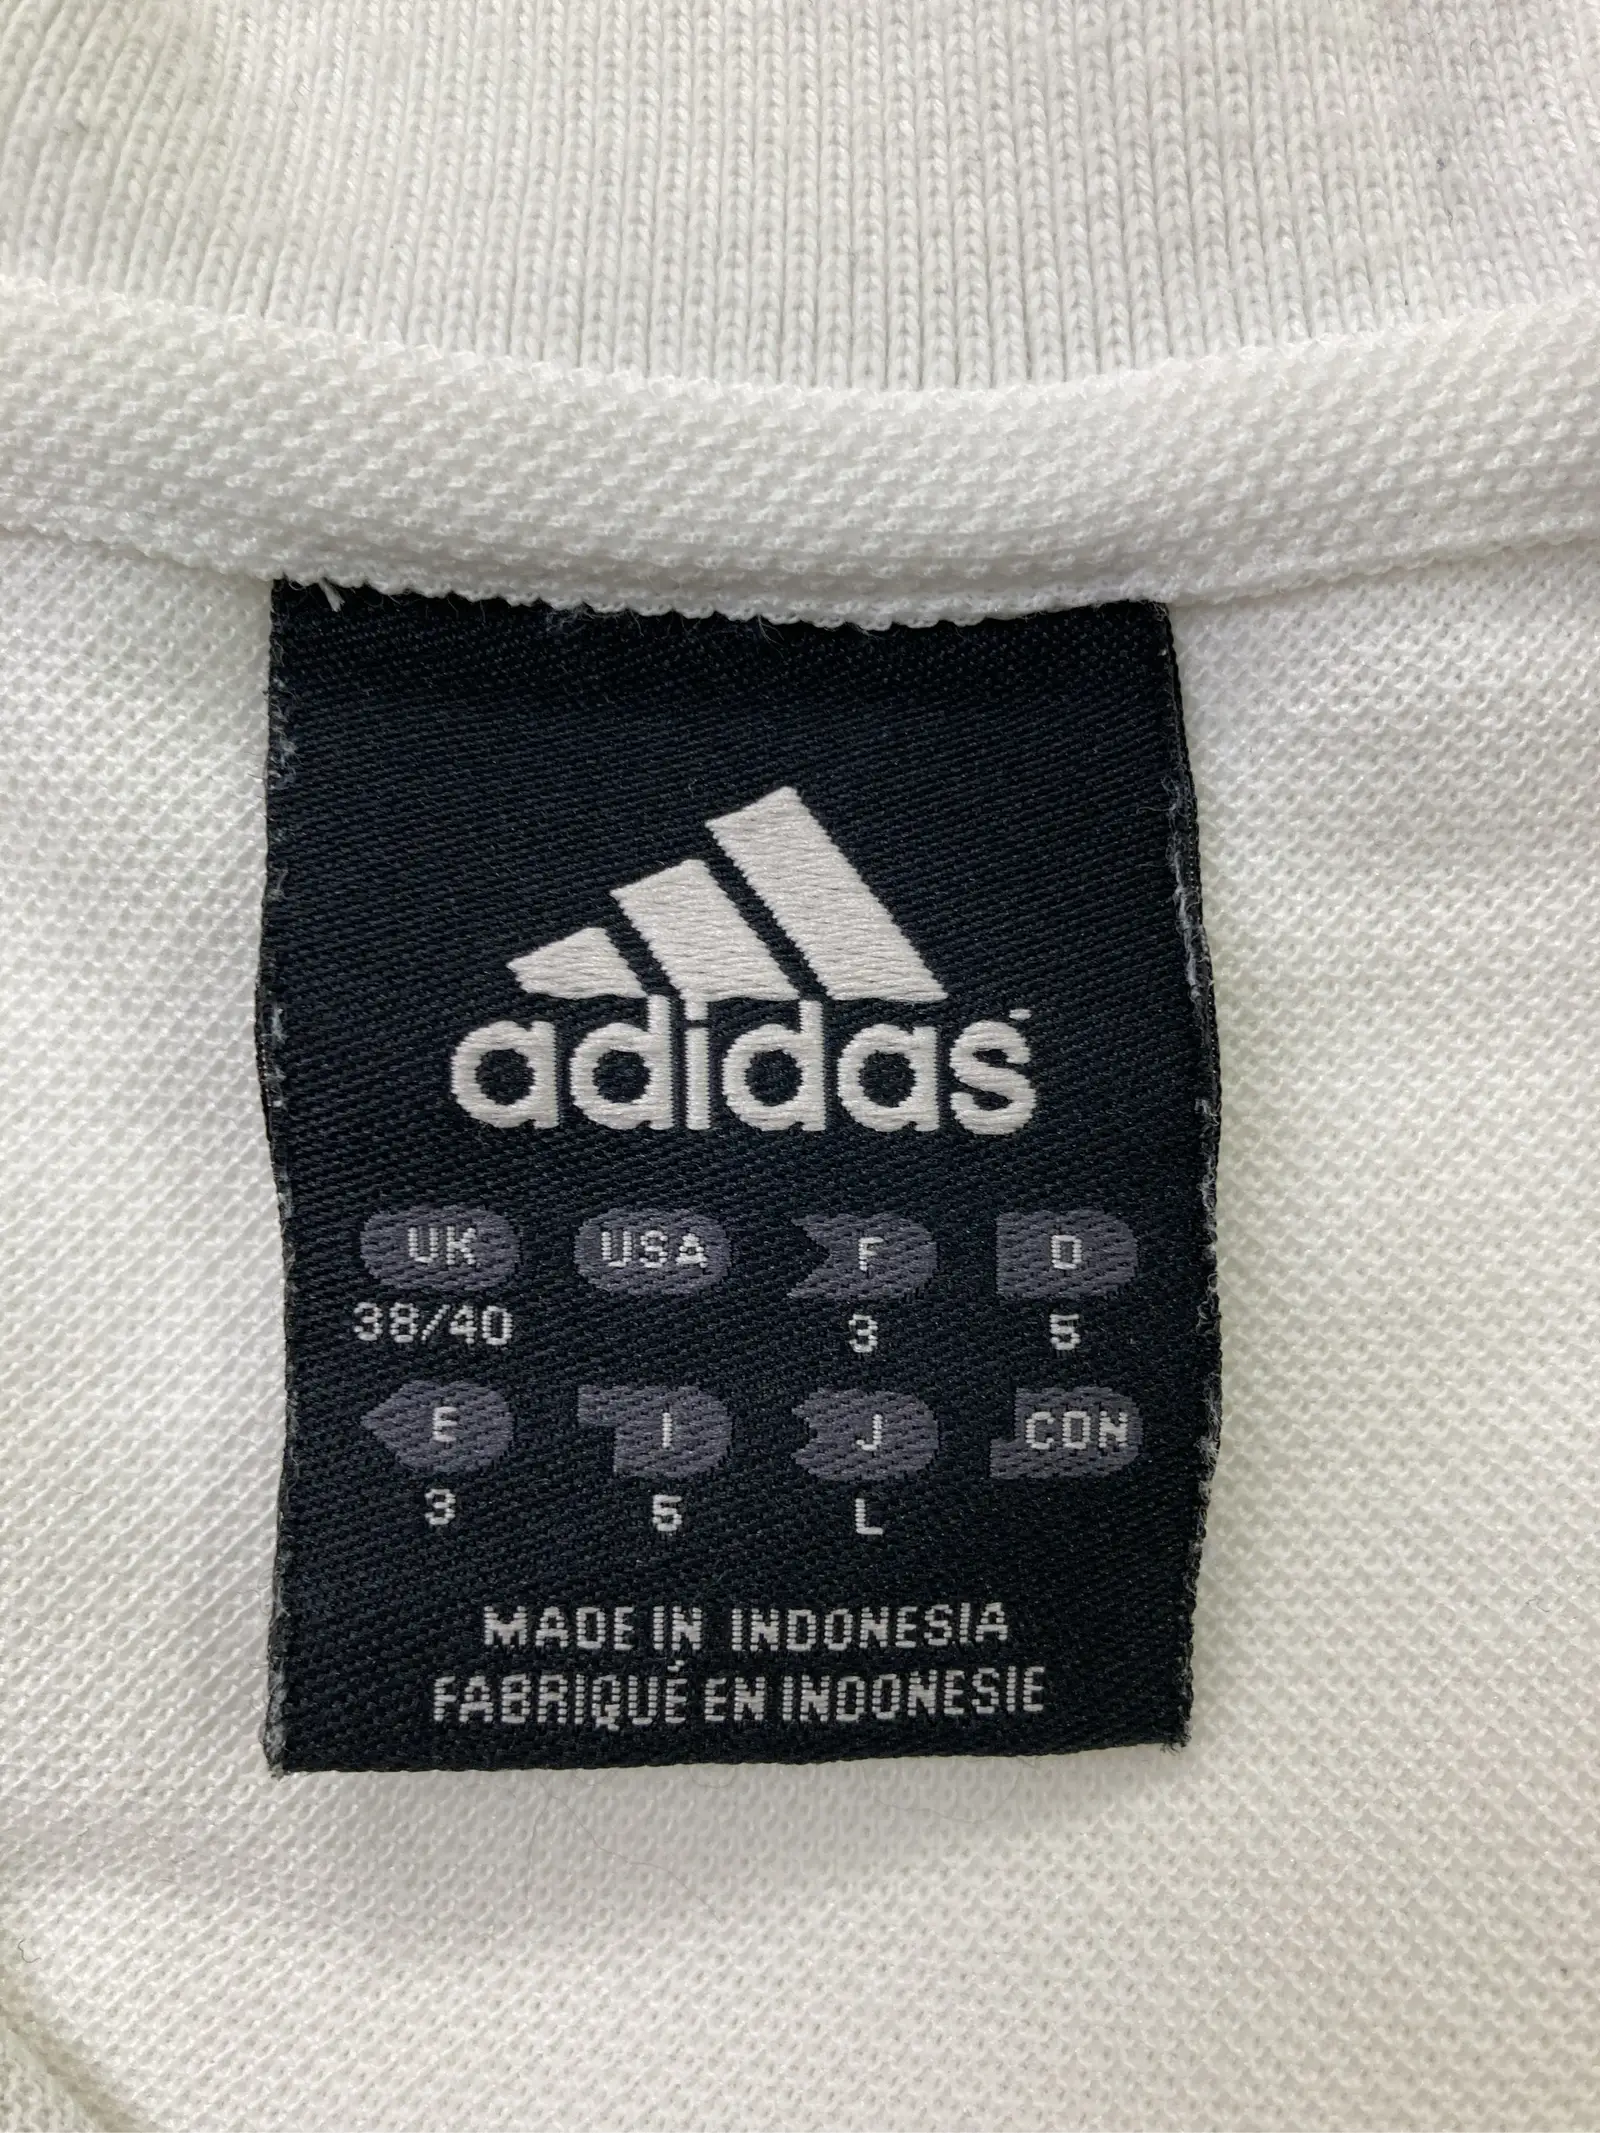 adidas
UK USA F D
38/40 3 5
E I J CON
3 5 L
MADE IN INDONESIA
FABRIQUÉ EN INDONESIE